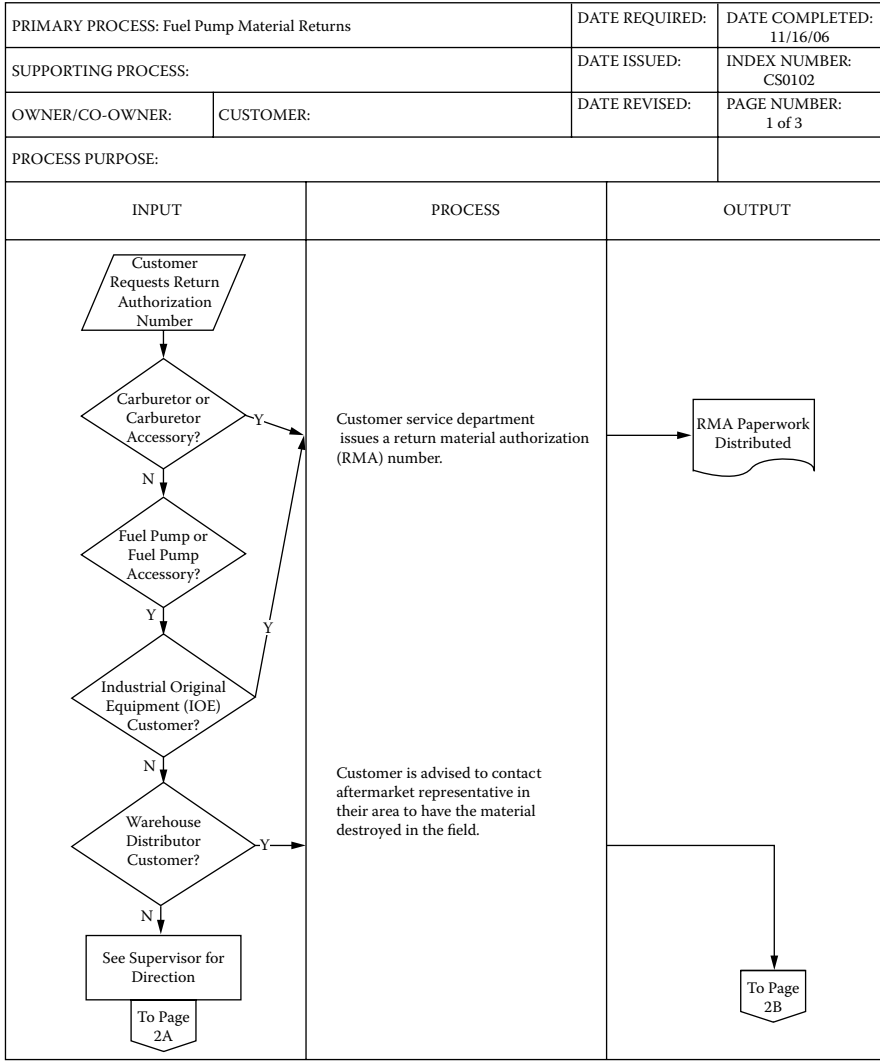 PRIMARY PROCESS: Fuel Pump Material Returns
DATE REQUIRED:
DATE COMPLETED:
11/16/06
SUPPORTING PROCESS:
DATE ISSUED:
INDEX NUMBER:
CS0102
OWNER/CO-OWNER:
CUSTOMER:
DATE REVISED:
PAGE NUMBER:
1 of 3
PROCESS PURPOSE:
INPUT
PROCESS
OUTPUT
Customer
Requests Return
Authorization
Number
Carburetor or
Carburetor
Accessory?
Y
Customer service department
issues a return material authorization
(RMA) number.
RMA Paperwork
Distributed
N
Fuel Pump or
Fuel Pump
Accessory?
Y
Y
Industrial Original
Equipment (IOE)
Customer?
N
Customer is advised to contact
aftermarket representative in
their area to have the material
destroyed in the field.
Warehouse
Distributor
Customer?
Y
N
See Supervisor for
Direction
To Page
2A
To Page
2B